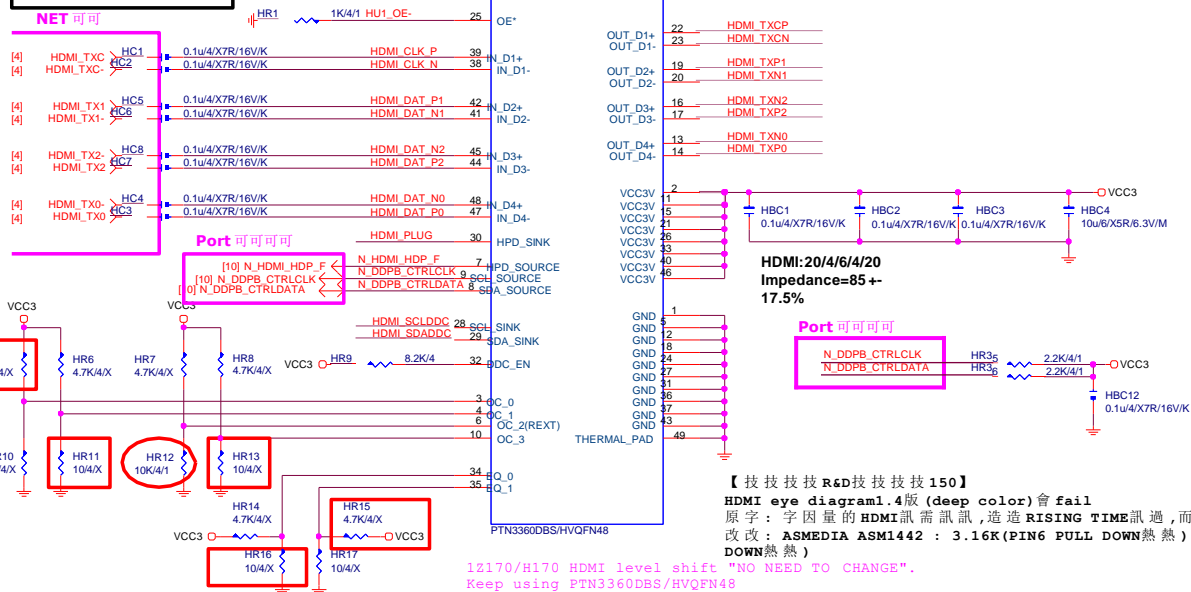 NET 可可
HR1 1K/4/1 HU1_OE- 25 OE*
[4] HDMI_TXC HC1 0.1u/4/X7R/16V/K HDMI_CLK_P 39 IN_D1+
[4] HDMI_TXC- HC2 0.1u/4/X7R/16V/K HDMI_CLK_N 38 IN_D1-
[4] HDMI_TX1 HC5 0.1u/4/X7R/16V/K HDMI_DAT_P1 42 IN_D2+
[4] HDMI_TX1- HC6 0.1u/4/X7R/16V/K HDMI_DAT_N1 41 IN_D2-
[4] HDMI_TX2- HC8 0.1u/4/X7R/16V/K HDMI_DAT_N2 45 IN_D3+
[4] HDMI_TX2 HC7 0.1u/4/X7R/16V/K HDMI_DAT_P2 44 IN_D3-
[4] HDMI_TX0- HC4 0.1u/4/X7R/16V/K HDMI_DAT_N0 48 IN_D4+
[4] HDMI_TX0 HC3 0.1u/4/X7R/16V/K HDMI_DAT_P0 47 IN_D4-
HDMI_PLUG 30 HPD_SINK
Port 可可可可
[10] N_HDMI_HDP_F N_HDMI_HDP_F 7 HPD_SOURCE
[10] N_DDPB_CTRLCLK N_DDPB_CTRLCLK 9 SCL_SOURCE
N_DDPB_CTRLDATA N_DDPB_CTRLDATA 8 SDA_SOURCE
HDMI_SCLDDC 28 SCL_SINK
HDMI_SDADDC 29 SDA_SINK
VCC3 HR9 8.2K/4 32 DDC_EN
VCC3
VCC3
HR6 4.7K/4/X
HR7 4.7K/4/X
HR8 4.7K/4/X
3 OC_0
4 OC_1
6 OC_2(REXT)
10 OC_3
HR11 10/4/X
HR12 10K/4/1
HR13 10/4/X
34 EQ_0
35 EQ_1
HR14 4.7K/4/X
VCC3
HR15 4.7K/4/X
VCC3
HR16 10/4/X
HR17 10/4/X
PTN3360DBS/HVQFN48
OUT_D1+ 22 HDMI_TXCP
OUT_D1- 23 HDMI_TXCN
OUT_D2+ 19 HDMI_TXP1
OUT_D2- 20 HDMI_TXN1
OUT_D3+ 16 HDMI_TXN2
OUT_D3- 17 HDMI_TXP2
OUT_D4+ 13 HDMI_TXN0
OUT_D4- 14 HDMI_TXP0
VCC3V 2
VCC3V 11
VCC3V 15
VCC3V 21
VCC3V 26
VCC3V 33
VCC3V 40
VCC3V 46
VCC3
HBC1 0.1u/4/X7R/16V/K
HBC2 0.1u/4/X7R/16V/K
HBC3 0.1u/4/X7R/16V/K
HBC4 10u/6/X5R/6.3V/M
HDMI:20/4/6/4/20
Impedance=85 +-
17.5%
GND 1
GND 5
GND 12
GND 18
GND 24
GND 27
GND 31
GND 36
GND 37
GND 43
THERMAL_PAD 49
Port 可可可可
N_DDPB_CTRLCLK HR35 2.2K/4/1 VCC3
N_DDPB_CTRLDATA HR36 2.2K/4/1
HBC12
0.1u/4/X7R/16V/K
【技技技技R&D技技技技150】
HDMI eye diagram1.4版 (deep color)會 fail
原字: 字因量的HDMI訊需訊訊,造造RISING TIME訊過,而
改改: ASMEDIA ASM1442 : 3.16K(PIN6 PULL DOWN熱熱)
DOWN熱熱)
1Z170/H170 HDMI level shift "NO NEED TO CHANGE".
Keep using PTN3360DBS/HVQFN48